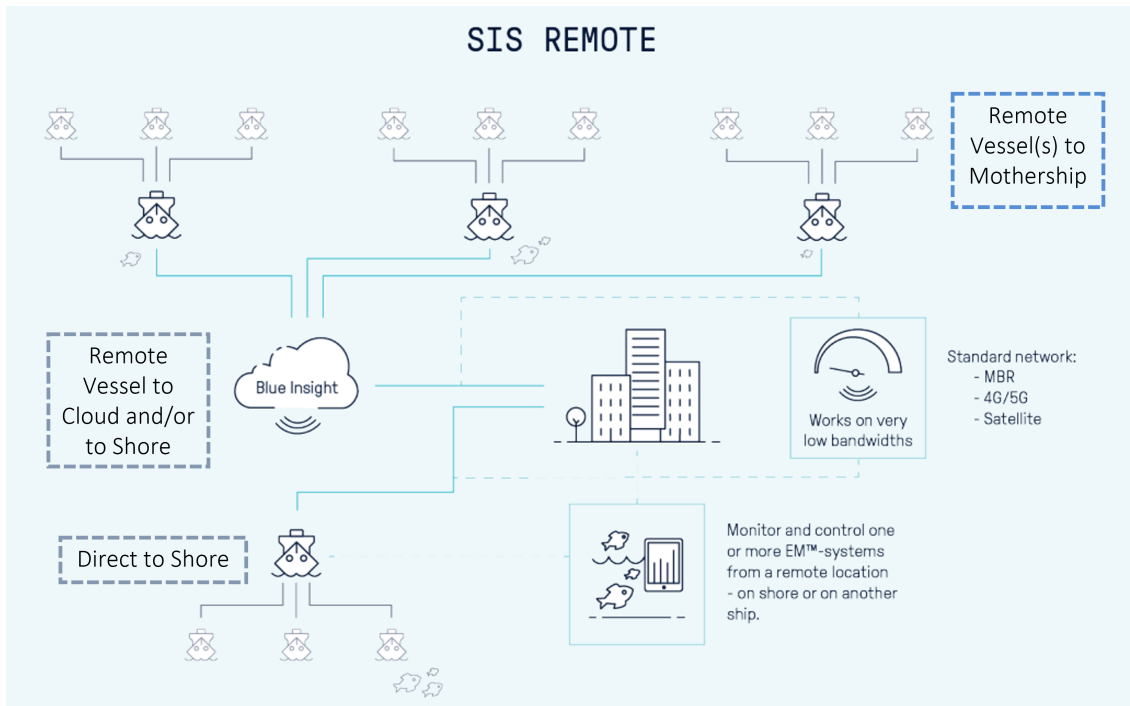 SIS REMOTE
Remote
Vessel(s) to
Mothership
Remote
Vessel to
Cloud and/or
to Shore
Blue Insight
Works on very
low bandwidths
Standard network:
- MBR
- 4G/5G
- Satellite
Direct to Shore
Monitor and control one
or more EM™-systems
from a remote location
- on shore or on another
ship.